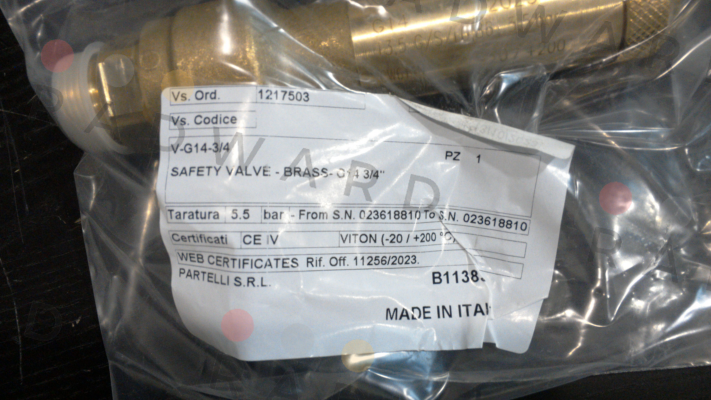 Vs. Ord. 1217503
Vs. Codice
V-G14-3/4
PZ 1
SAFETY VALVE - BRASS- G14 3/4"
Taratura 5.5 bar - From S.N. 023618810 To S.N. 023618810
Certificati CE IV VITON (-20 / +200 °C)
WEB CERTIFICATES Rif. Off. 11256/2023.
PARTELLI S.R.L.
MADE IN